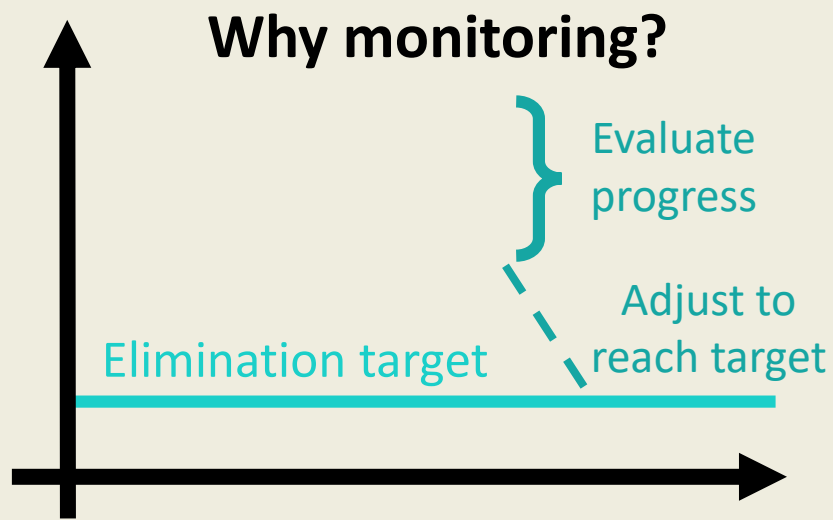 Why monitoring?
Evaluate
progress
Adjust to
reach target
Elimination target